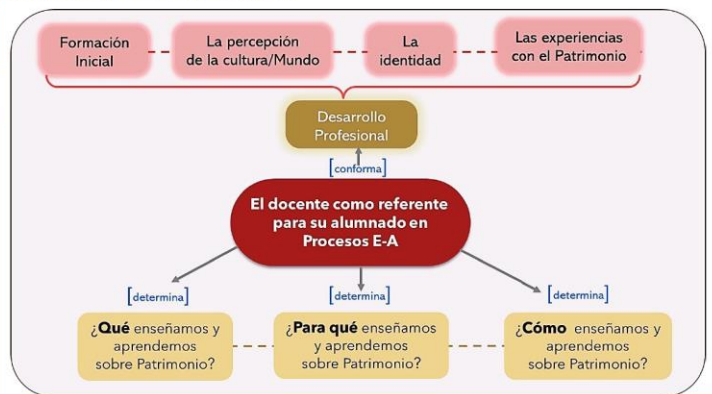 Formación
Inicial
La percepción
de la cultura/Mundo
La
identidad
Las experiencias
con el Patrimonio
Desarrollo
Profesional
[conforma]
El docente como referente
para su alumnado en
Procesos E-A
[determina]
[determina]
[determina]
¿Qué enseñamos y
aprendemos
sobre Patrimonio?
¿Para qué enseñamos
y aprendemos
sobre Patrimonio?
¿Cómo enseñamos y
aprendemos
sobre Patrimonio?